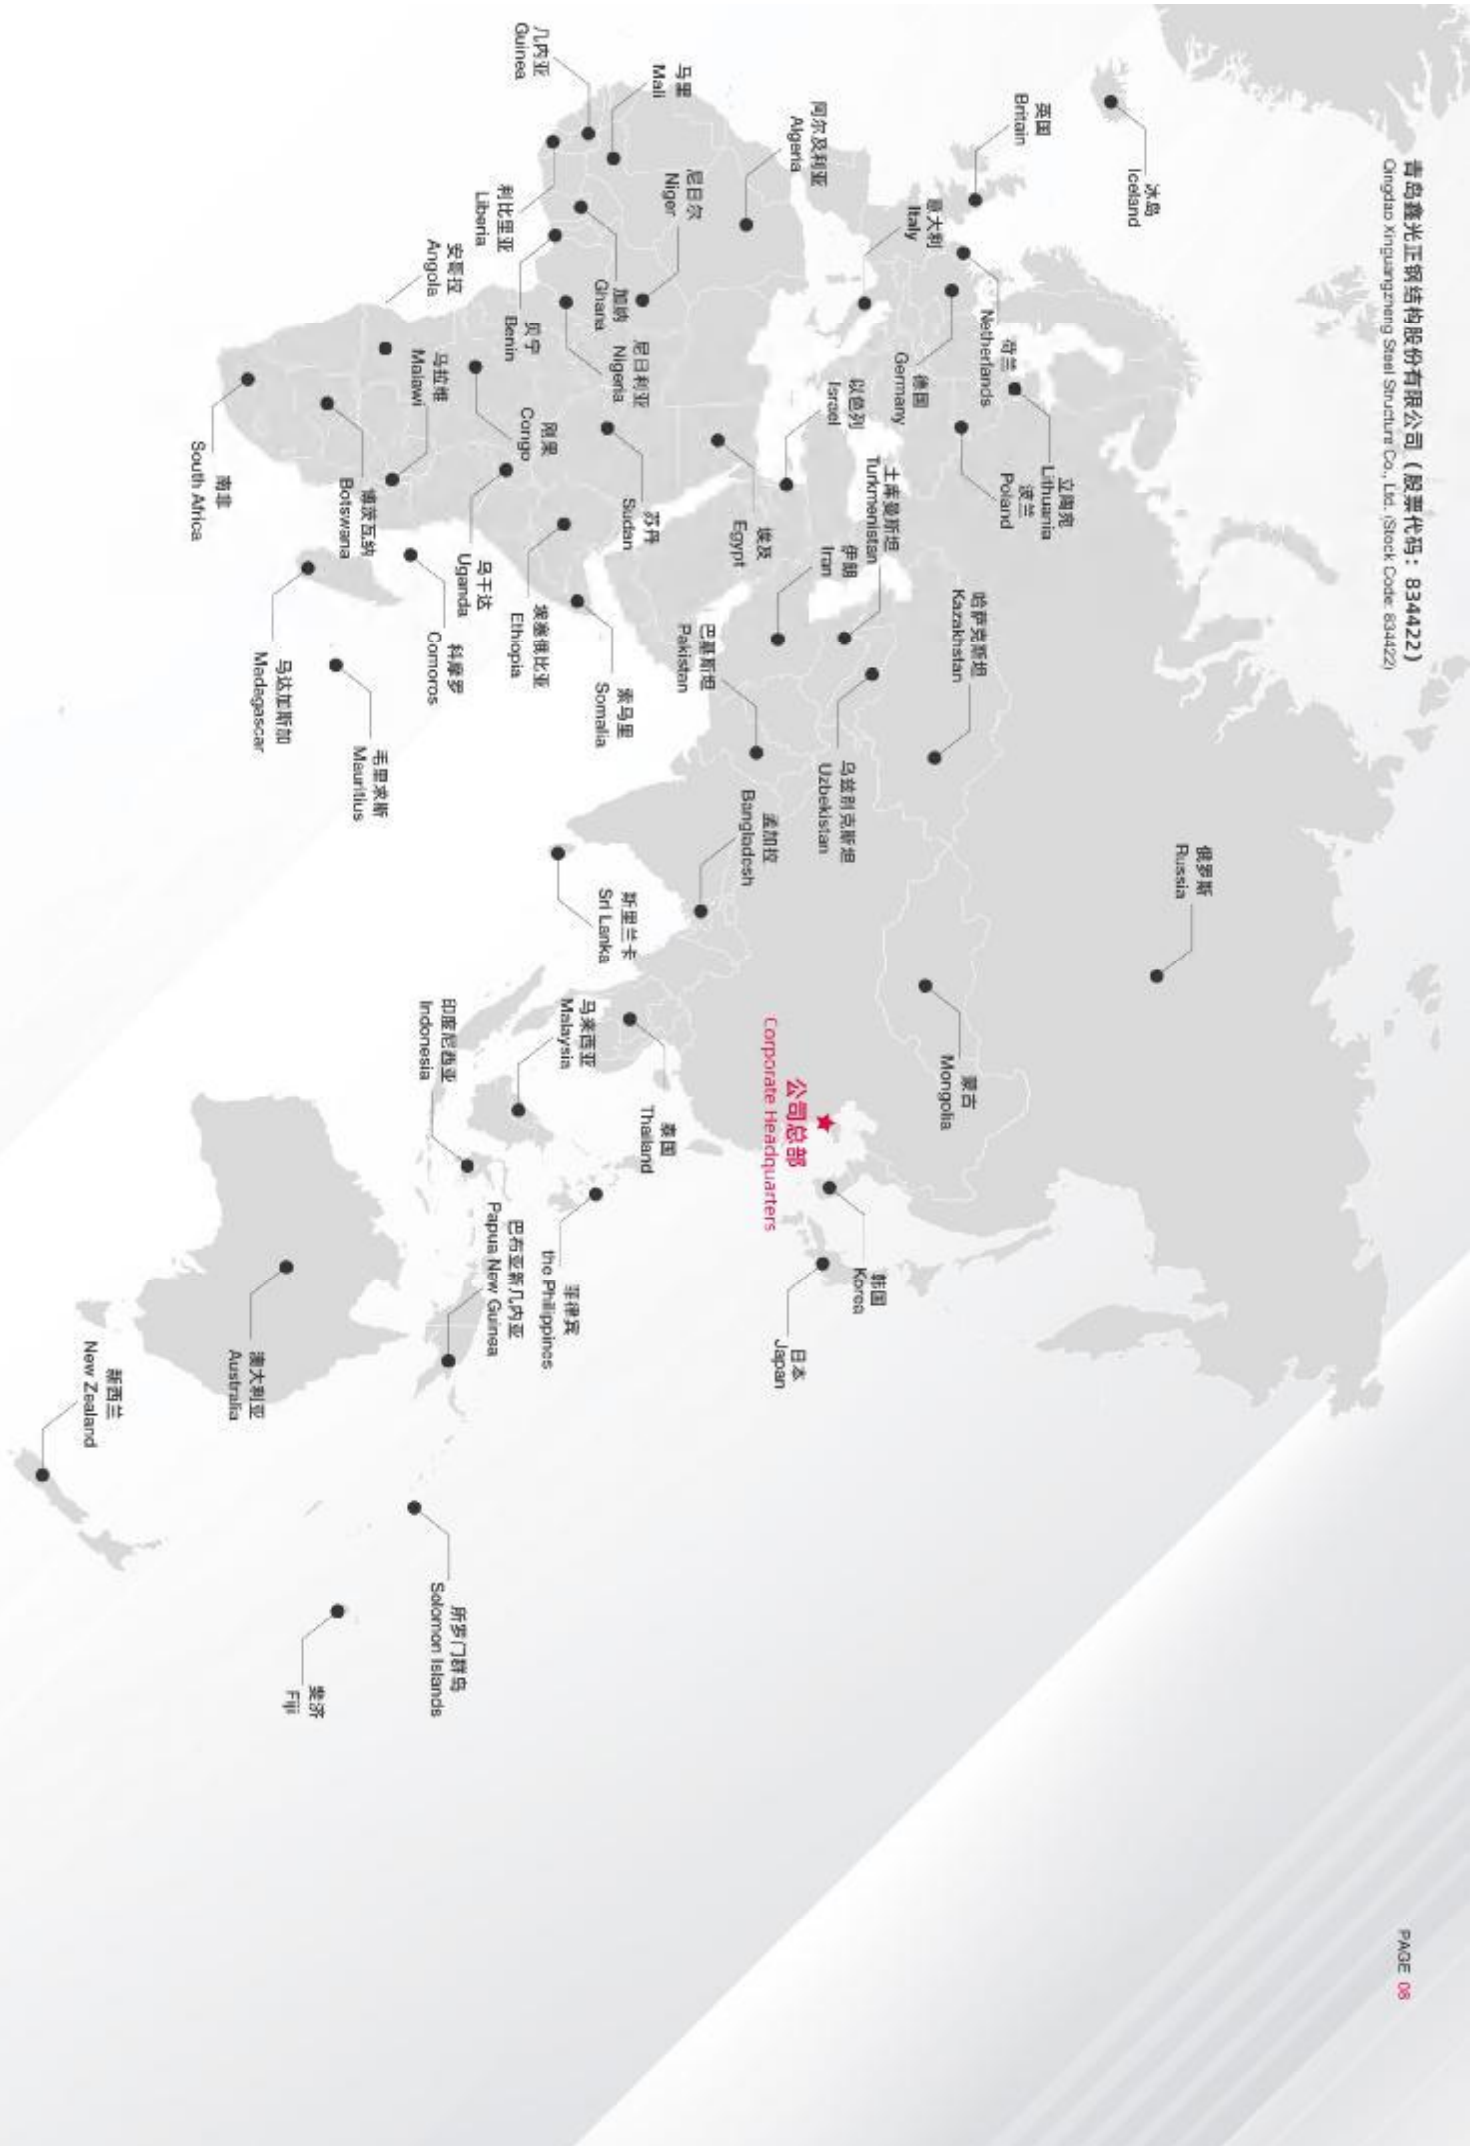 青岛鑫光正钢结构股份有限公司（股票代码：834422）
Qingdao Xinguangzheng Steel Structure Co., Ltd. (Stock Code: 834422)
冰岛
Iceland
英国
Britain
俄罗斯
Russia
立陶宛
Lithuania
波兰
Poland
荷兰
Netherlands
德国
Germany
意大利
Italy
哈萨克斯坦
Kazakhstan
蒙古
Mongolia
土库曼斯坦
Turkmenistan
伊朗
Iran
以色列
Israel
乌兹别克斯坦
Uzbekistan
韩国
Korea
日本
Japan
公司总部
Corporate Headquarters
阿尔及利亚
Algeria
埃及
Egypt
孟加拉
Bangladesh
巴基斯坦
Pakistan
马里
Mali
尼日尔
Niger
尼日利亚
Nigeria
苏丹
Sudan
加纳
Ghana
索马里
Somalia
斯里兰卡
Sri Lanka
泰国
Thailand
马来西亚
Malaysia
菲律宾
the Philippines
几内亚
Guinea
利比里亚
Liberia
贝宁
Benin
刚果
Congo
埃塞俄比亚
Ethiopia
乌干达
Uganda
巴布亚新几内亚
Papua New Guinea
印度尼西亚
Indonesia
安哥拉
Angola
马拉维
Malawi
科摩罗
Comoros
所罗门群岛
Solomon Islands
博茨瓦纳
Botswana
毛里求斯
Mauritius
马达加斯加
Madagascar
斐济
Fiji
南非
South Africa
澳大利亚
Australia
新西兰
New Zealand
PAGE 08